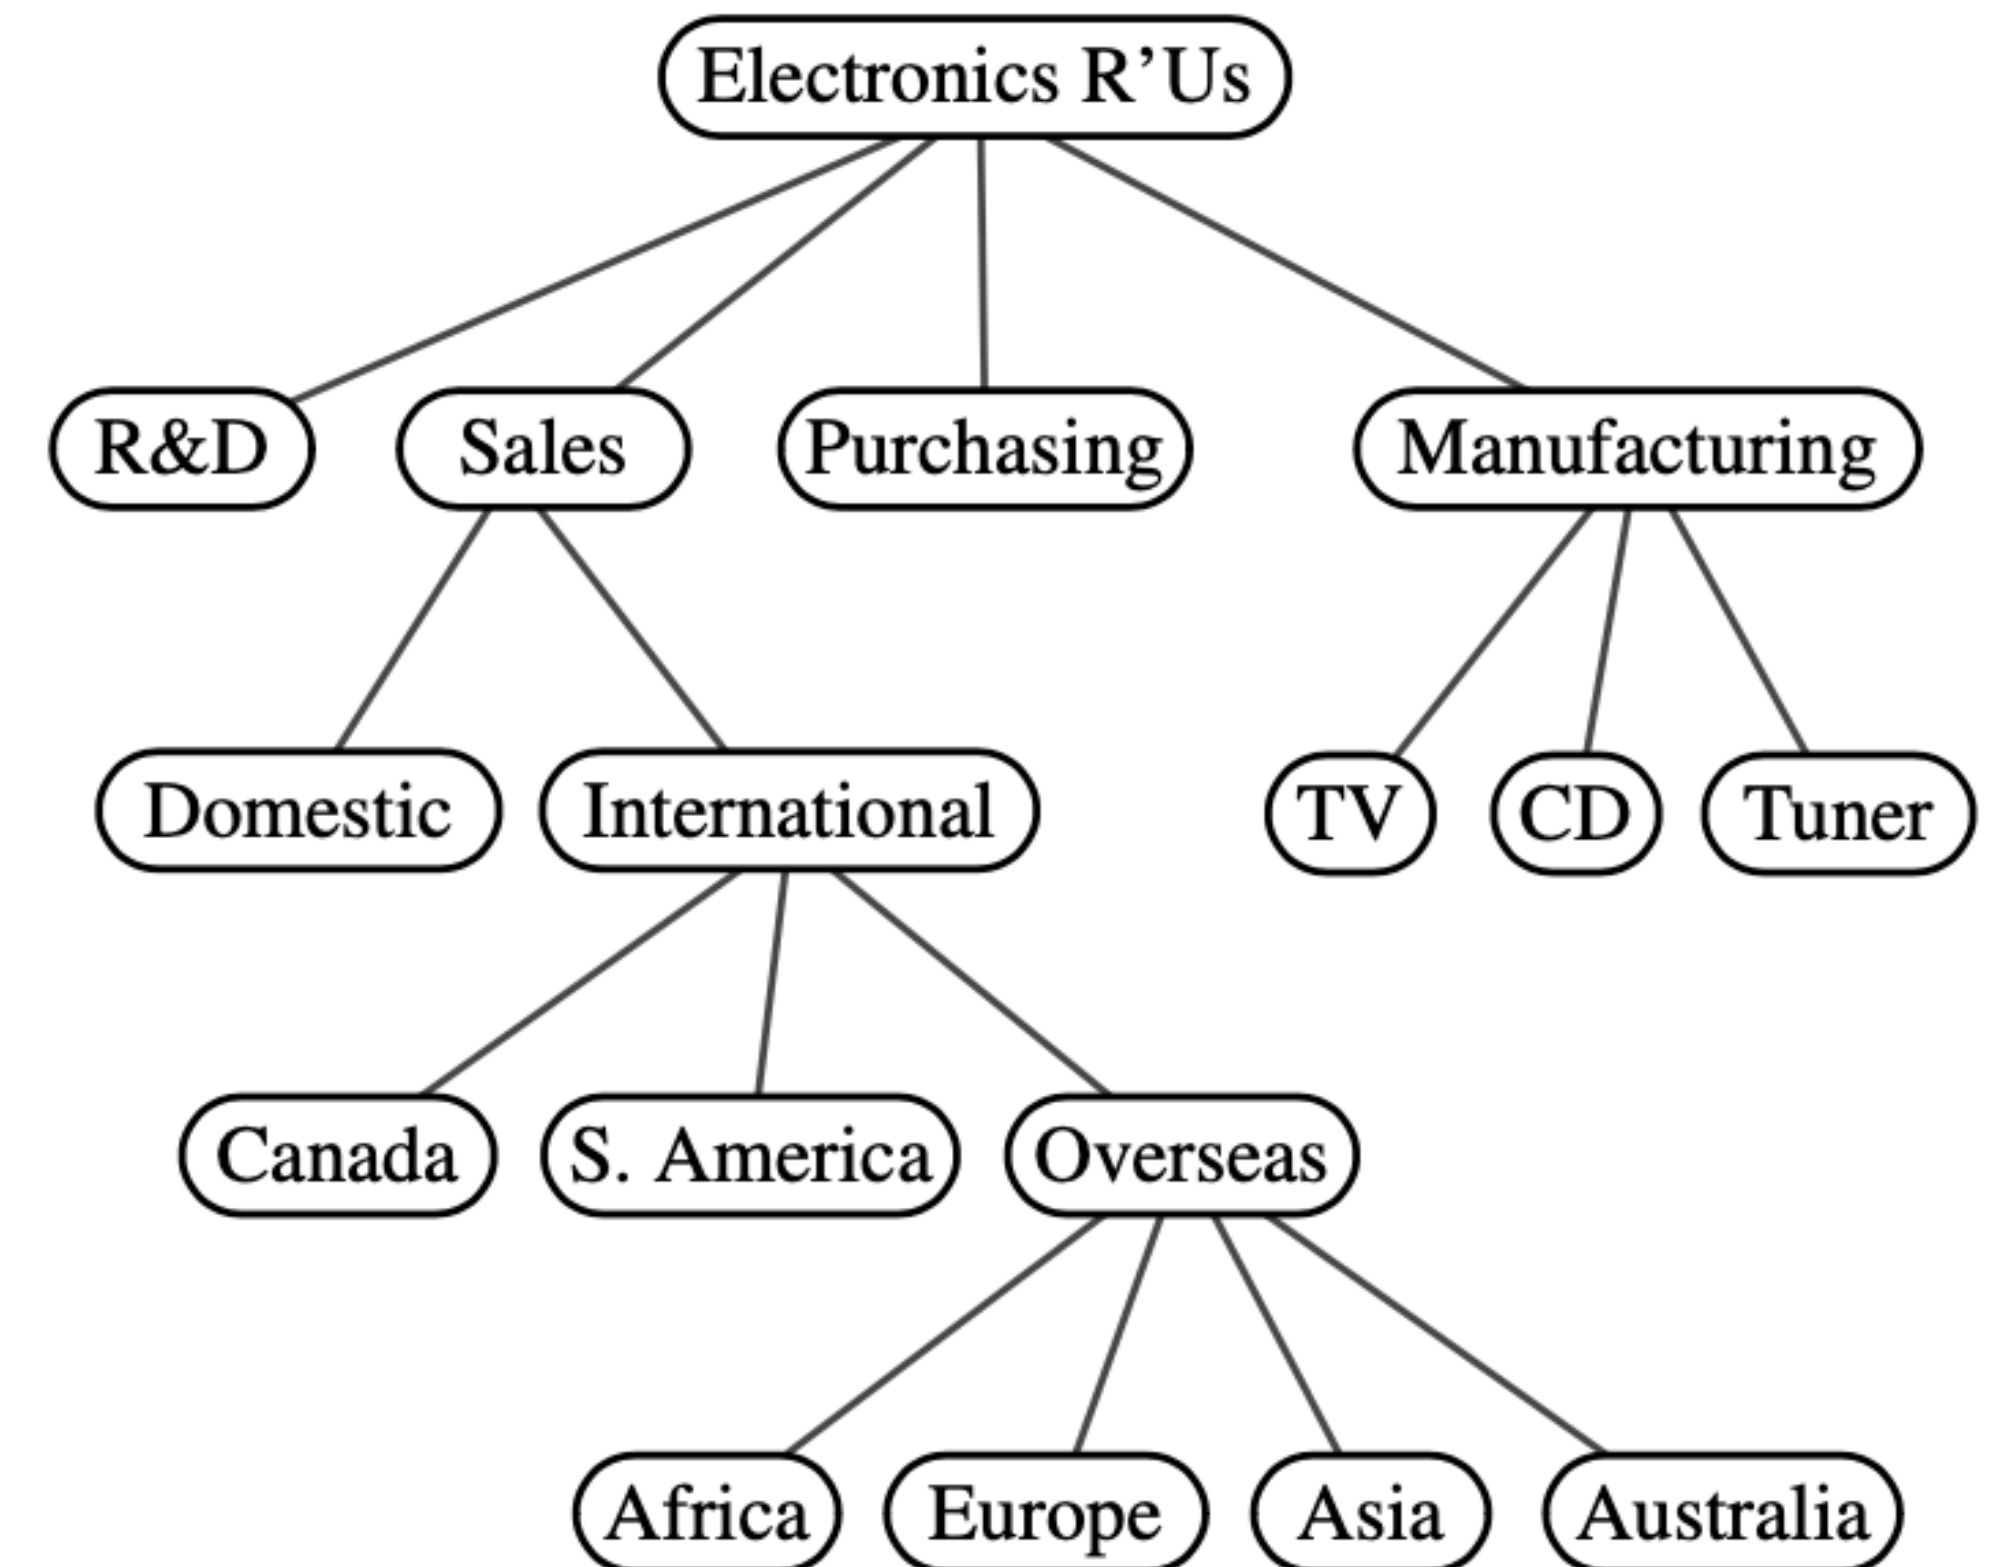 Electronics R’Us
R&D
Sales
Purchasing
Manufacturing
Domestic
International
TV
CD
Tuner
Canada
S. America
Overseas
Africa
Europe
Asia
Australia